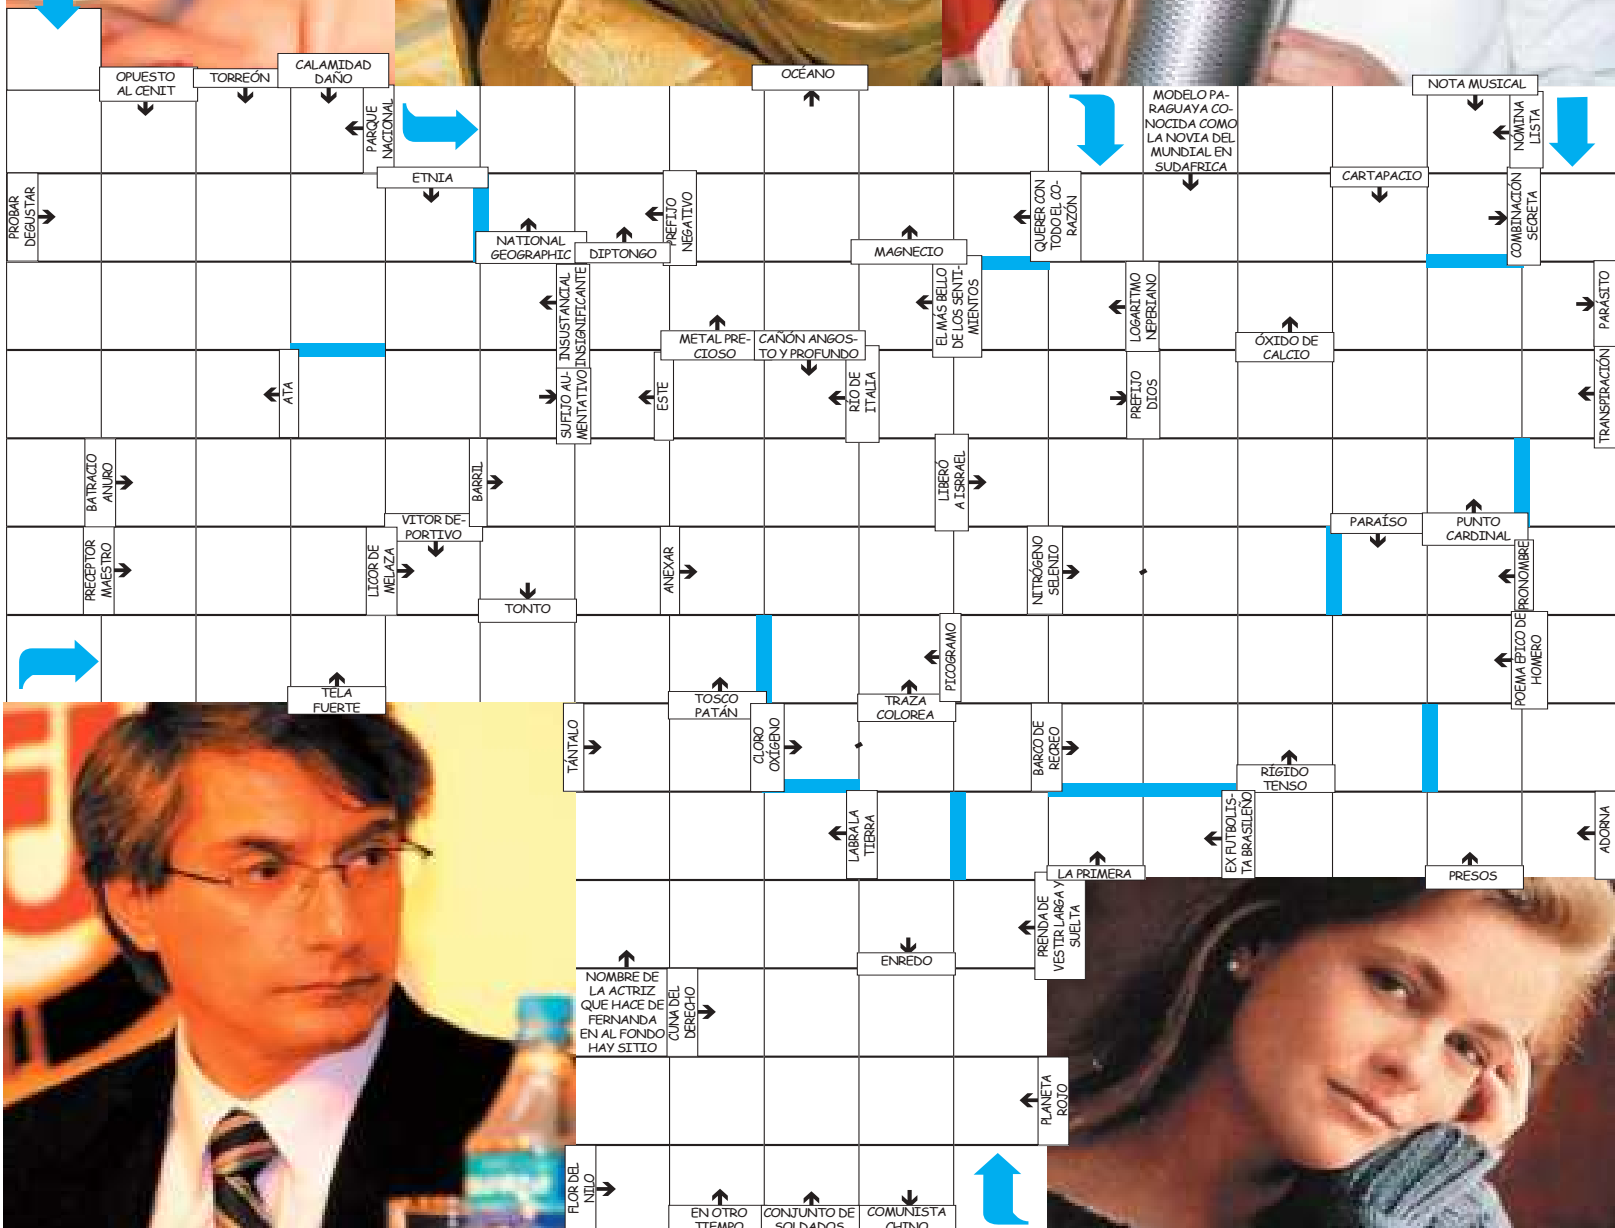 OPUESTO
AL CENIT
TORREÓN
CALAMIDAD
DAÑO
OCÉANO
NOTA MUSICAL
PARQUE
NACIONAL
MODELO PA-
RAGUAYA CO-
NOCIDA COMO
LA NOVIA DEL
MUNDIAL EN
SUDAFRICA
NÓMINA
LISTA
PROBAR
DEGUSTAR
ETNIA
NATIONAL
GEOGRAPHIC
DIPTONGO
PREFIJO
NEGATIVO
MAGNECIO
QUERER CON
TODO EL CO-
RAZÓN
CARTAPACIO
COMBINACIÓN
SECRETA
INSUSTANCIAL
INSIGNIFICANTE
METAL PRE-
CIOSO
CAÑÓN ANGOS-
TO Y PROFUNDO
EL MÁS BELLO
DE LOS SENTI-
MIENTOS
LOGARITMO
NEPERIANO
ÓXIDO DE
CALCIO
PARÁSITO
ATA
SUFIJO AU-
MENTATIVO
ESTE
RÍO DE
ITALIA
PREFIJO
DIOS
TRANSPIRACIÓN
BATRACIO
ANURO
BARRIL
LIBERÓ
A ISRRAEL
VITOR DE-
PORTIVO
PARAÍSO
PUNTO
CARDINAL
PRECEPTOR
MAESTRO
LICOR DE
MELAZA
TONTO
ANEXAR
NITRÓGENO
SELENIO
PRONOMBRE
TELA
FUERTE
TOSCO
PATÁN
TRAZA
COLOREA
PICOGRAMO
POEMA EPICO DE
HOMERO
TÁNTALO
CLORO
OXÍGENO
BARCO DE
RECREO
RÍGIDO
TENSO
LABRA LA
TIERRA
LA PRIMERA
EX FUTBOLIS-
TA BRASILEÑO
PRESOS
ADORNA
ENREDO
PRENDA DE
VESTIR LARGA Y
SUELTA
NOMBRE DE
LA ACTRIZ
QUE HACE DE
FERNANDA
EN AL FONDO
HAY SITIO
CUNA DEL
DERECHO
PLANETA
ROJO
FLOR DEL
NILO
EN OTRO
TIEMPO
CONJUNTO DE
SOLDADOS
COMUNISTA
CHINO